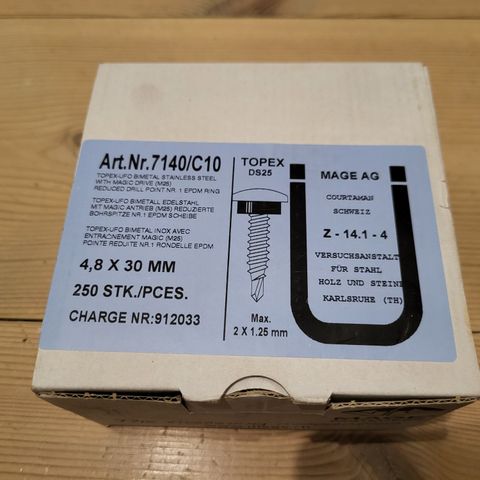 Art.Nr.7140/C10
TOPEX-UFO BIMETAL STAINLESS STEEL
WITH MAGIC DRIVE (M25)
REDUCED DRILL POINT NR. 1 EPDM RING
TOPEX-UFO BIMETALL EDELSTAHL
MIT MAGIC ANTRIEB (M25) REDUZIERTE
BOHRSPITZE NR.1 EPDM SCHEIBE
TOPEX-UFO BIMETAL INOX AVEC
ENTRAÎNEMENT MAGIC (M25)
POINTE REDUITE NR.1 RONDELLE EPDM
4,8 X 30 MM
250 STK./PCES.
CHARGE NR:912033
TOPEX
DS25
Max.
2 X 1.25 mm
MAGE AG
COURTAMAN
SCHWEIZ
Z - 14.1 - 4
VERSUCHSANSTALT
FÜR STAHL
HOLZ UND STEINE
KARLSRUHE (TH)